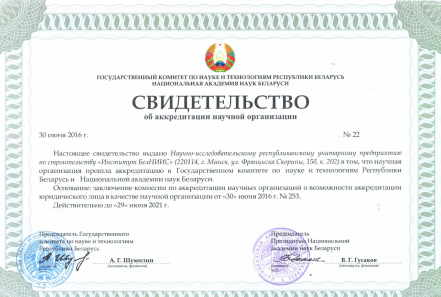 ГОСУДАРСТВЕННЫЙ КОМИТЕТ ПО НАУКЕ И ТЕХНОЛОГИЯМ РЕСПУБЛИКИ БЕЛАРУСЬ
НАЦИОНАЛЬНАЯ АКАДЕМИЯ НАУК БЕЛАРУСИ
СВИДЕТЕЛЬСТВО
об аккредитации научной организации
30 июня 2016 г. № 22
Настоящее свидетельство выдано Научно-исследовательскому республиканскому унитарному предприятию
по строительству «Институт БелНИИС» (220114, г. Минск, ул. Франциска Скорины, 15б, к. 202) в том, что научная
организация прошла аккредитацию в Государственном комитете по науке и технологиям Республики
Беларусь и Национальной академии наук Беларуси.
Основание: заключение комиссии по аккредитации научных организаций о возможности аккредитации
юридического лица в качестве научной организации от «30» июня 2016 г. № 253.
Действительно до «29» июня 2021 г.
Председатель Государственного
комитета по науке и технологиям
Республики Беларусь
А. Г. Шумилин
Председатель
Президиума Национальной
академии наук Беларуси
В. Г. Гусаков